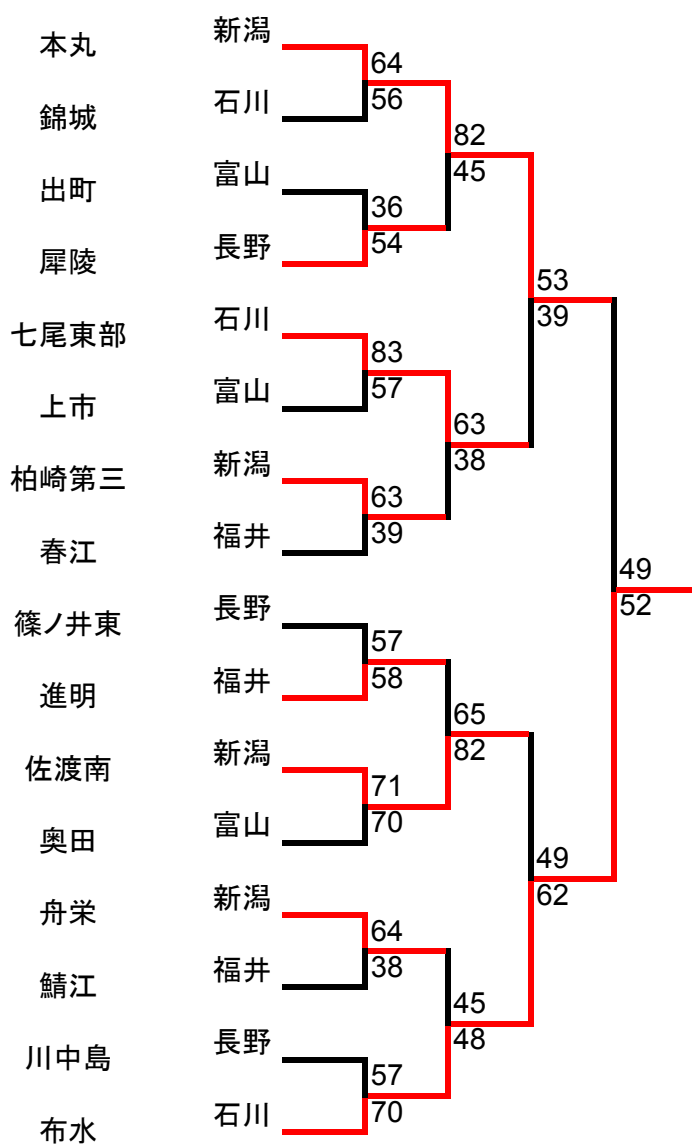 本丸 新潟
64
56
錦城 石川
82
45
出町 富山
36
54
犀陵 長野
53
39
七尾東部 石川
83
57
上市 富山
63
38
柏崎第三 新潟
63
39
春江 福井
49
52
篠ノ井東 長野
57
58
進明 福井
65
82
佐渡南 新潟
71
70
奥田 富山
49
62
舟栄 新潟
64
38
鯖江 福井
45
48
川中島 長野
57
70
布水 石川